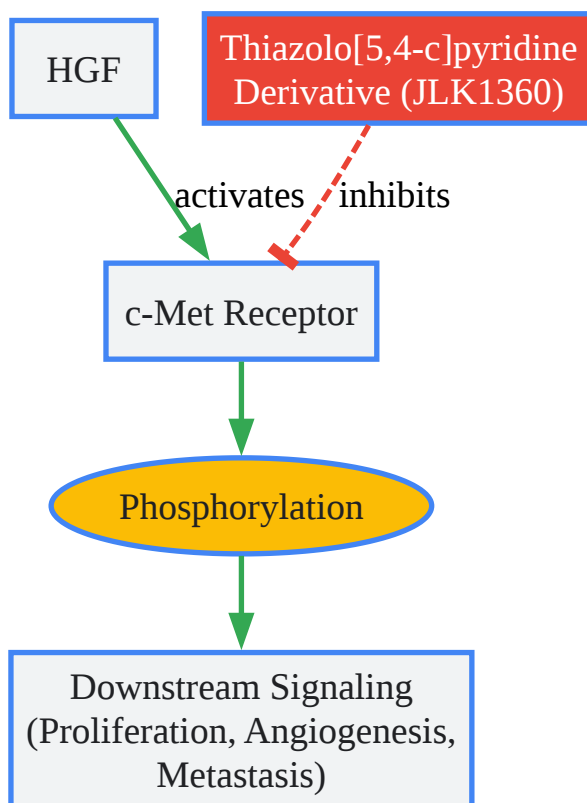 HGF
Thiazolo[5,4-c]pyridine
Derivative (JLK1360)
activates
inhibits
c-Met Receptor
Phosphorylation
Downstream Signaling
(Proliferation, Angiogenesis,
Metastasis)